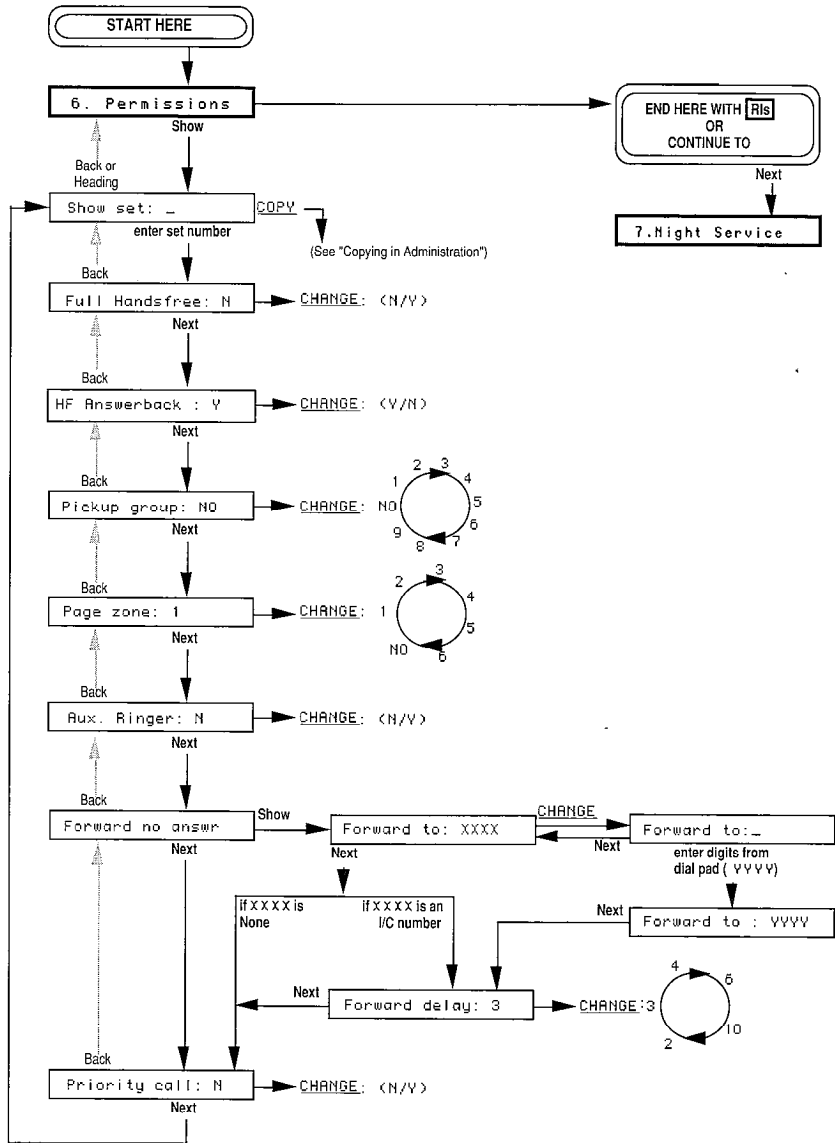 START HERE
6. Permissions
Show
END HERE WITH Rls
OR
CONTINUE TO
Next
7.Night Service
Back or
Heading
Show set: _
COPY
enter set number
(See "Copying in Administration")
Back
Full Handsfree: N
CHANGE: (N/Y)
Next
Back
HF Answerback : Y
CHANGE: (Y/N)
Next
Back
Pickup group: NO
CHANGE: NO
1
2
3
4
5
6
7
8
9
Next
Back
Page zone: 1
CHANGE: 1
2
3
4
5
6
NO
Next
Back
Aux. Ringer: N
CHANGE: (N/Y)
Next
Back
Forward no answr
Show
Next
Forward to: XXXX
CHANGE
Next
Forward to:_
Next
enter digits from
dial pad ( YYYY)
if XXXX is
None
if XXXX is an
I/C number
Next
Forward to : YYYY
Next
Forward delay: 3
CHANGE:3
4
6
10
2
Back
Priority call: N
CHANGE: (N/Y)
Next